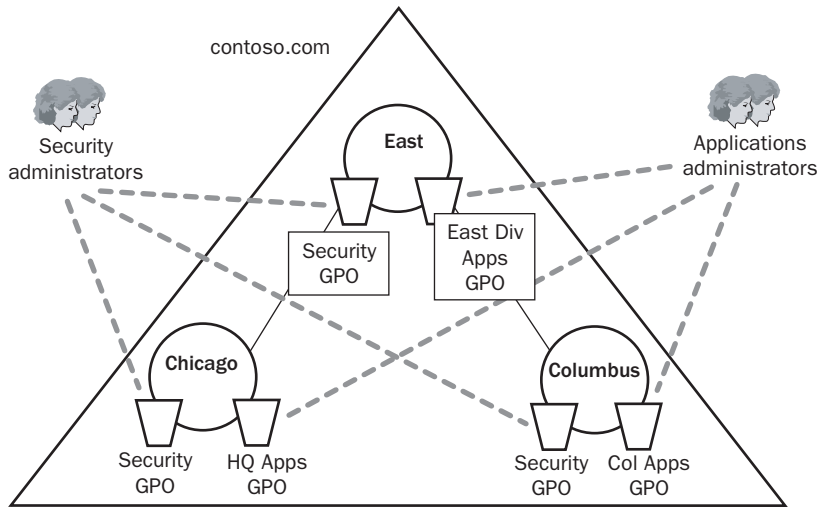 contoso.com
Security
administrators
Applications
administrators
East
Security
GPO
East Div
Apps
GPO
Chicago
Columbus
Security
GPO
HQ Apps
GPO
Security
GPO
Col Apps
GPO